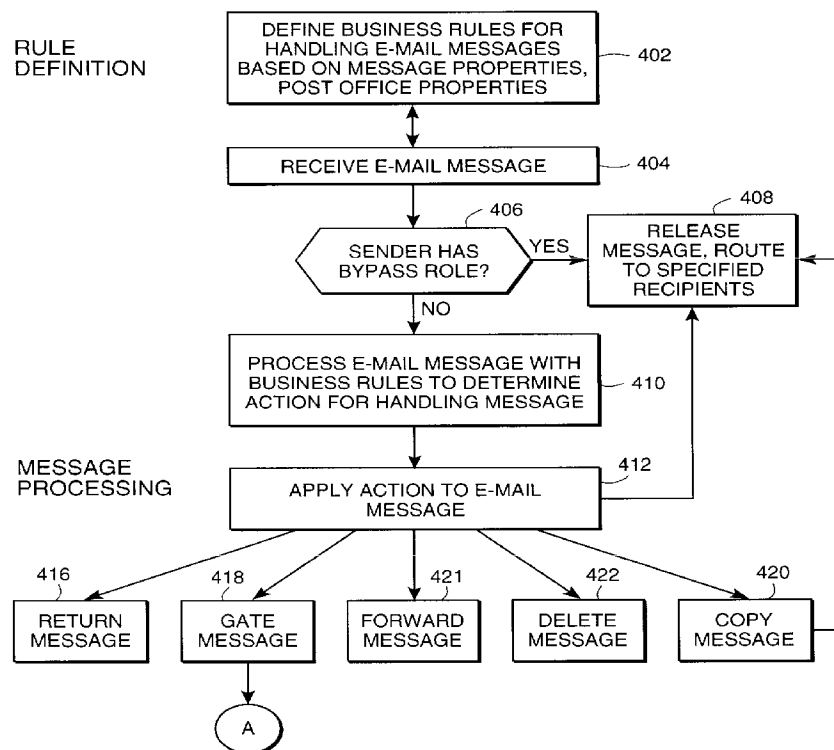 RULE
DEFINITION
DEFINE BUSINESS RULES FOR
HANDLING E-MAIL MESSAGES
BASED ON MESSAGE PROPERTIES,
POST OFFICE PROPERTIES
402
RECEIVE E-MAIL MESSAGE
404
406
SENDER HAS
BYPASS ROLE?
YES
NO
408
RELEASE
MESSAGE, ROUTE
TO SPECIFIED
RECIPIENTS
PROCESS E-MAIL MESSAGE WITH
BUSINESS RULES TO DETERMINE
ACTION FOR HANDLING MESSAGE
410
MESSAGE
PROCESSING
412
APPLY ACTION TO E-MAIL
MESSAGE
416
RETURN
MESSAGE
418
GATE
MESSAGE
421
FORWARD
MESSAGE
422
DELETE
MESSAGE
420
COPY
MESSAGE
A